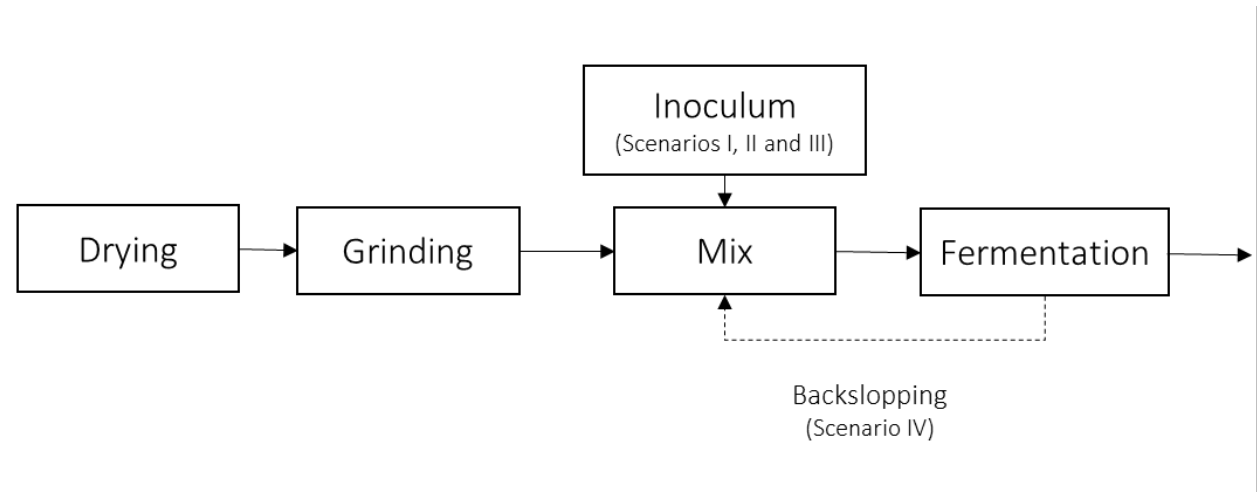 Inoculum
(Scenarios I, II and III)
Drying
Grinding
Mix
Fermentation
Backslopping
(Scenario IV)